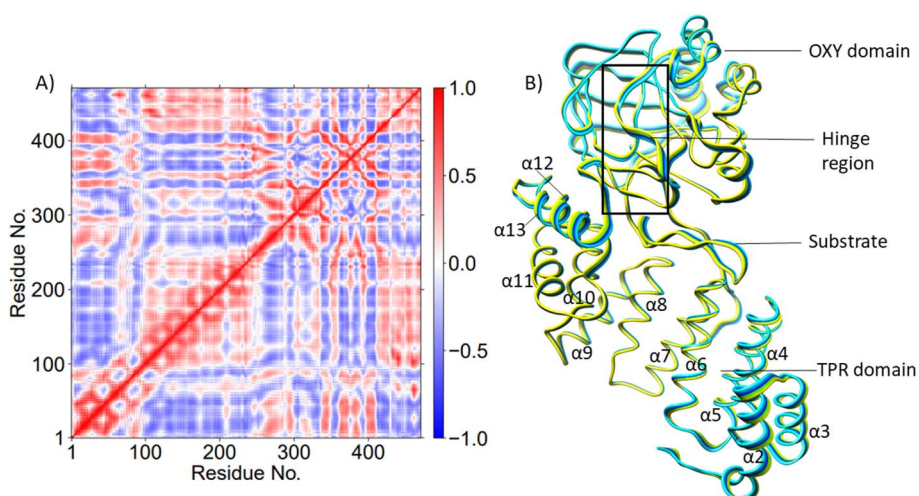 A)
Residue No.
400
300
200
100
1
1 100 200 300 400
Residue No.
1.0
0.5
0.0
−0.5
−1.0
B)
OXY domain
Hinge
region
Substrate
TPR domain
α12
α13
α11
α10
α9
α8
α7
α6
α5
α4
α3
α2